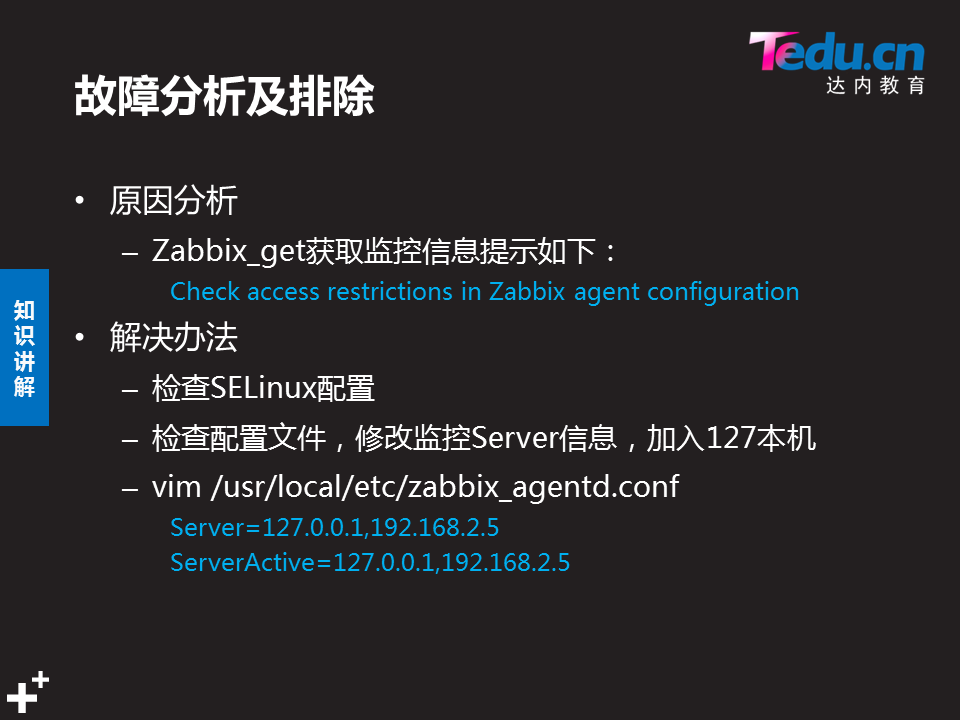 Tedu.cn
达内教育
故障分析及排除
• 原因分析
– Zabbix_get获取监控信息提示如下：
Check access restrictions in Zabbix agent configuration
知识讲解
• 解决办法
– 检查SELinux配置
– 检查配置文件，修改监控Server信息，加入127本机
– vim /usr/local/etc/zabbix_agentd.conf
Server=127.0.0.1,192.168.2.5
ServerActive=127.0.0.1,192.168.2.5